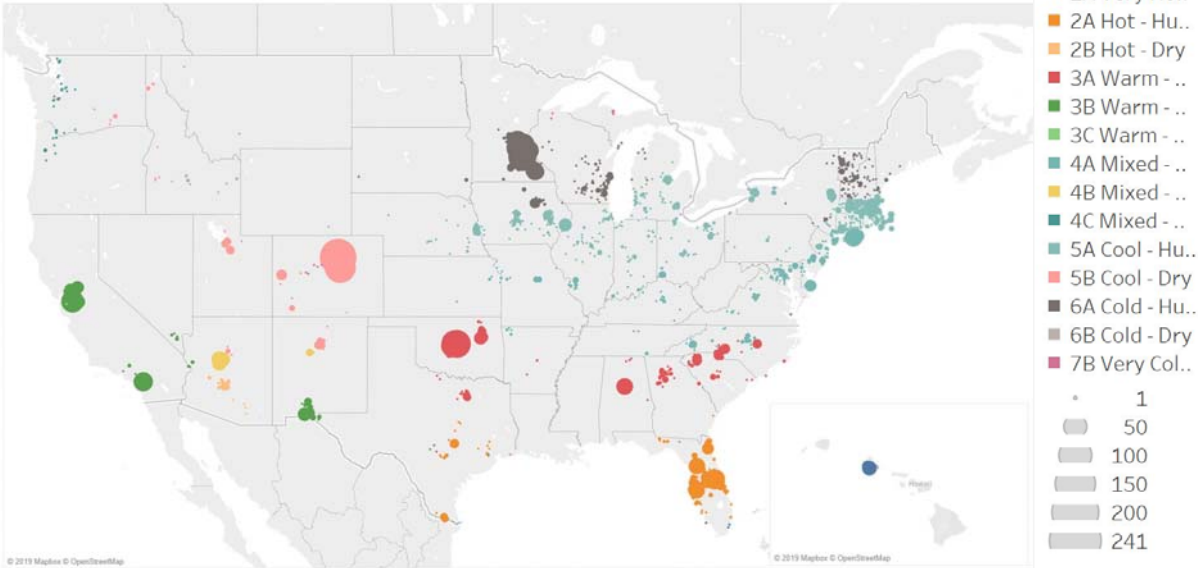 2A Hot - Hu..
2B Hot - Dry
3A Warm - ..
3B Warm - ..
3C Warm - ..
4A Mixed - ..
4B Mixed - ..
4C Mixed - ..
5A Cool - Hu..
5B Cool - Dry
6A Cold - Hu..
6B Cold - Dry
7B Very Col..
1
50
100
150
200
241
Hawaii
© 2019 Mapbox © OpenStreetMap
© 2019 Mapbox © OpenStreetMap